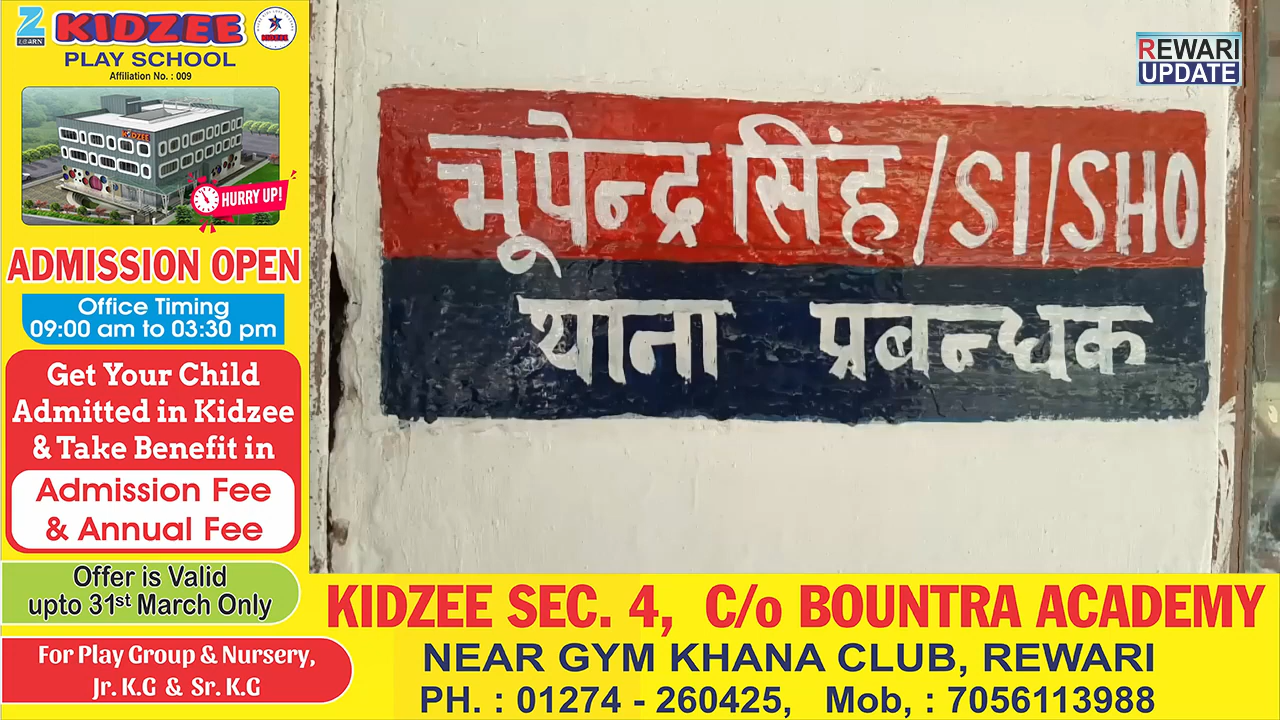 Z
LEARN
KIDZEE
KIDZEE
PLAY SCHOOL
Affiliation No. : 009
KIDZEE
HURRY UP!
ADMISSION OPEN
Office Timing
09:00 am to 03:30 pm
Get Your Child
Admitted in Kidzee
& Take Benefit in
Admission Fee
& Annual Fee
Offer is Valid
upto 31st March Only
For Play Group & Nursery,
Jr. K.G & Sr. K.G
REWARI
UPDATE
भूपेन्द्र सिंह/SI/SHO
थाना प्रबन्धक
KIDZEE SEC. 4, C/o BOUNTRA ACADEMY
NEAR GYM KHANA CLUB, REWARI
PH. : 01274 - 260425, Mob, : 7056113988